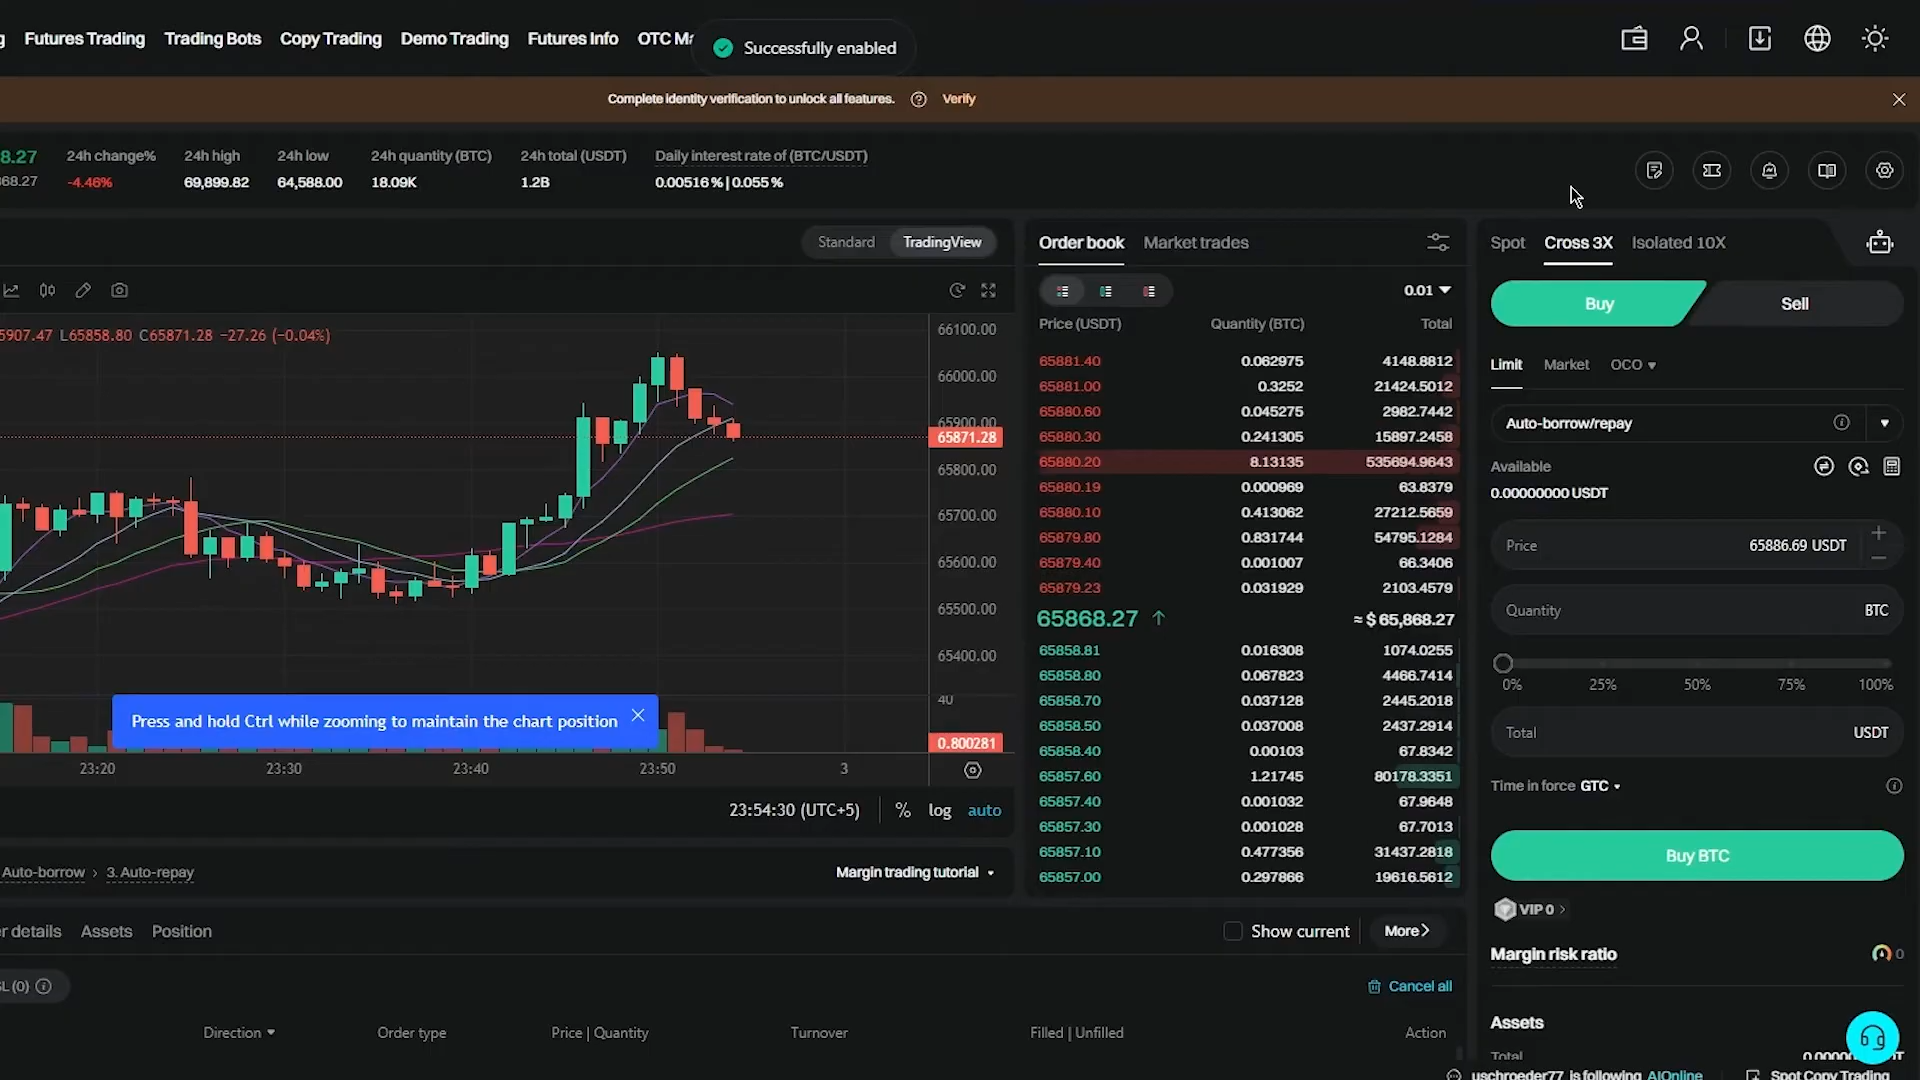 g Futures Trading Trading Bots Copy Trading Demo Trading Futures Info OTC Ma
Successfully enabled
Complete identity verification to unlock all features. Verify
8.27 24h change% 24h high 24h low 24h quantity (BTC) 24h total (USDT) Daily interest rate of (BTC/USDT)
868.27 -4.46% 69,899.82 64,588.00 18.09K 1.2B 0.00516 % | 0.055 %
Standard TradingView
5907.47 L65858.80 C65871.28 −27.26 (−0.04%)
66100.00
66000.00
65900.00
65871.28
65800.00
65700.00
65600.00
65500.00
65400.00
40
0.800281
Press and hold Ctrl while zooming to maintain the chart position
23:20 23:30 23:40 23:50 3
23:54:30 (UTC+5) % log auto
Auto-borrow › 3. Auto-repay Margin trading tutorial
Order book Market trades
0.01
Price (USDT) Quantity (BTC) Total
65881.40 0.062975 4148.8812
65881.00 0.3252 21424.5012
65880.60 0.045275 2982.7442
65880.30 0.241305 15897.2458
65880.20 8.13135 535694.9643
65880.19 0.000969 63.8379
65880.10 0.413062 27212.5659
65879.80 0.831744 54795.1284
65879.40 0.001007 66.3406
65879.23 0.031929 2103.4579
65868.27 ↑ ≈ $ 65,868.27
65858.81 0.016308 1074.0255
65858.80 0.067823 4466.7414
65858.70 0.037128 2445.2018
65858.50 0.037008 2437.2914
65858.40 0.00103 67.8342
65857.60 1.21745 80178.3351
65857.40 0.001032 67.9648
65857.30 0.001028 67.7013
65857.10 0.477356 31437.2818
65857.00 0.297866 19616.5612
Spot Cross 3X Isolated 10X
Buy Sell
Limit Market OCO
Auto-borrow/repay
Available
0.00000000 USDT
Price 65886.69 USDT
Quantity BTC
0% 25% 50% 75% 100%
Total USDT
Time in force GTC
Buy BTC
VIP 0 >
Margin risk ratio 0
Assets
Total
r details Assets Position Show current More
SL (0) Cancel all
Direction Order type Price | Quantity Turnover Filled | Unfilled Action
uschroeder77 is following AIOnline Spot Copy Trading